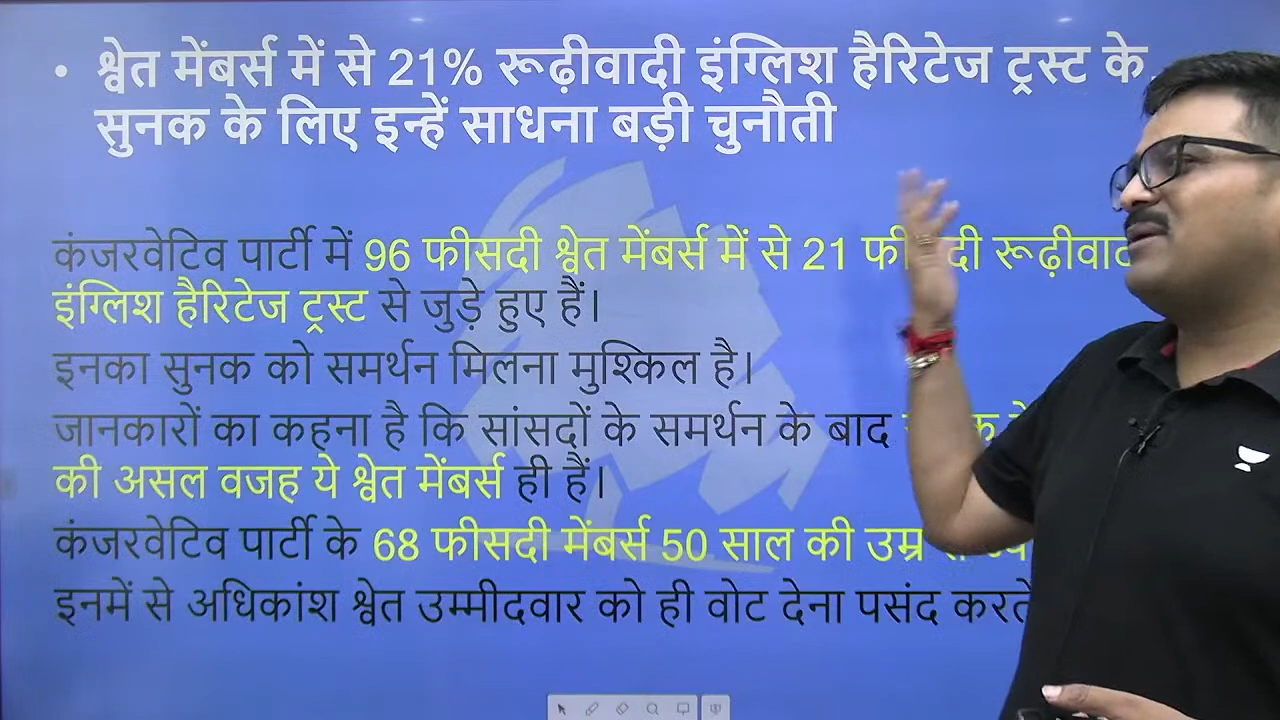 • श्वेत मेंबर्स में से 21% रूढ़ीवादी इंग्लिश हैरिटेज ट्रस्ट के,
सुनक के लिए इन्हें साधना बड़ी चुनौती
कंजरवेटिव पार्टी में 96 फीसदी श्वेत मेंबर्स में से 21
इंग्लिश हैरिटेज ट्रस्ट से जुड़े हुए हैं।
इनका सुनक को समर्थन मिलना मुश्किल है।
जानकारों का कहना है कि सांसदों के समर्थन के बाद
की असल वजह ये श्वेत मेंबर्स ही हैं।
कंजरवेटिव पार्टी के 68 फीसदी मेंबर्स 50 साल की उम्र
इनमें से अधिकांश श्वेत उम्मीदवार को ही वोट देना पसंद